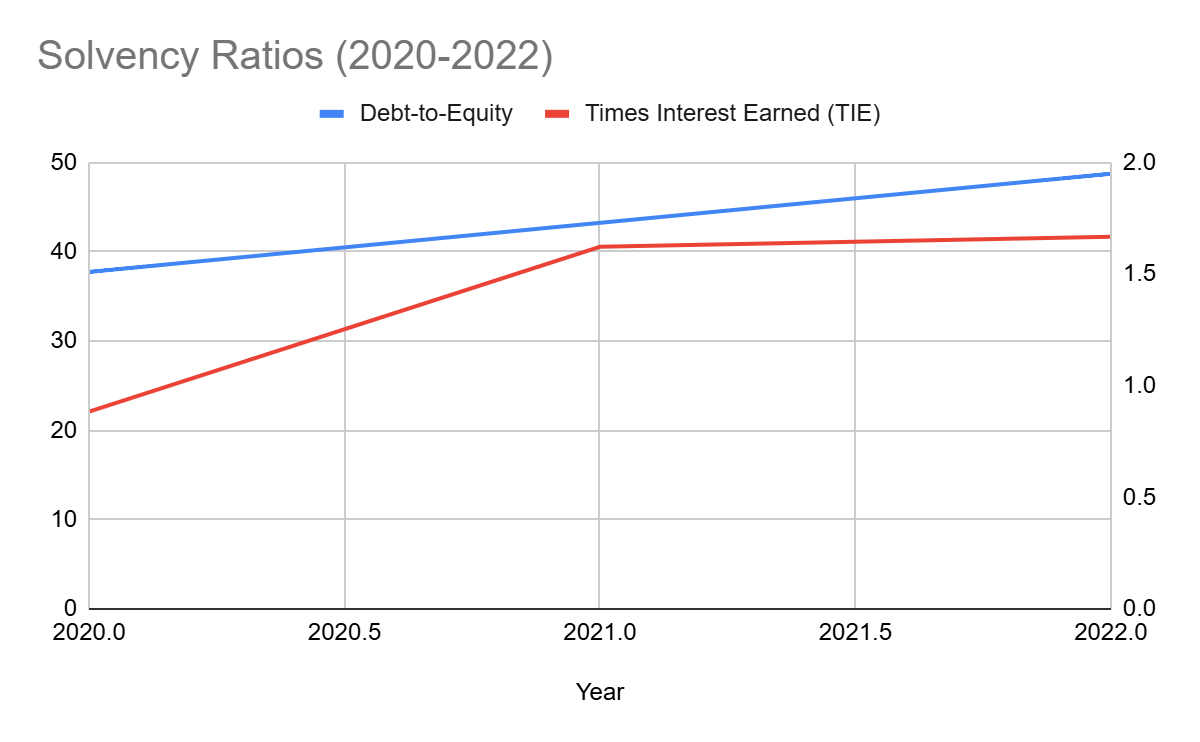 Solvency Ratios (2020-2022)
Debt-to-Equity Times Interest Earned (TIE)
50 2.0
40
1.5
30
1.0
20
0.5
10
0 0.0
2020.0 2020.5 2021.0 2021.5 2022.0
Year